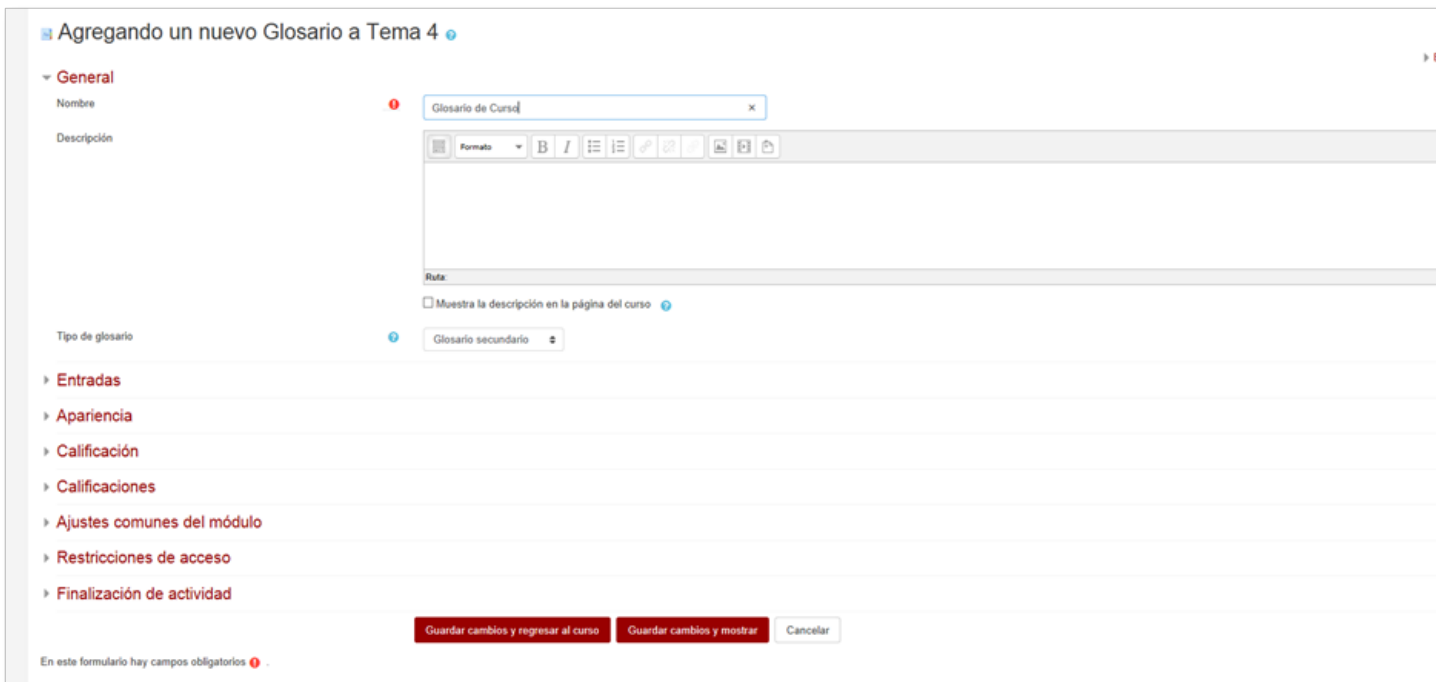 Agregando un nuevo Glosario a Tema 4
General
Nombre
Glosario de Curso
Descripción
Formato
B I
Ruta:
Muestra la descripción en la página del curso
Tipo de glosario
Glosario secundario
Entradas
Apariencia
Calificación
Calificaciones
Ajustes comunes del módulo
Restricciones de acceso
Finalización de actividad
Guardar cambios y regresar al curso Guardar cambios y mostrar Cancelar
En este formulario hay campos obligatorios .